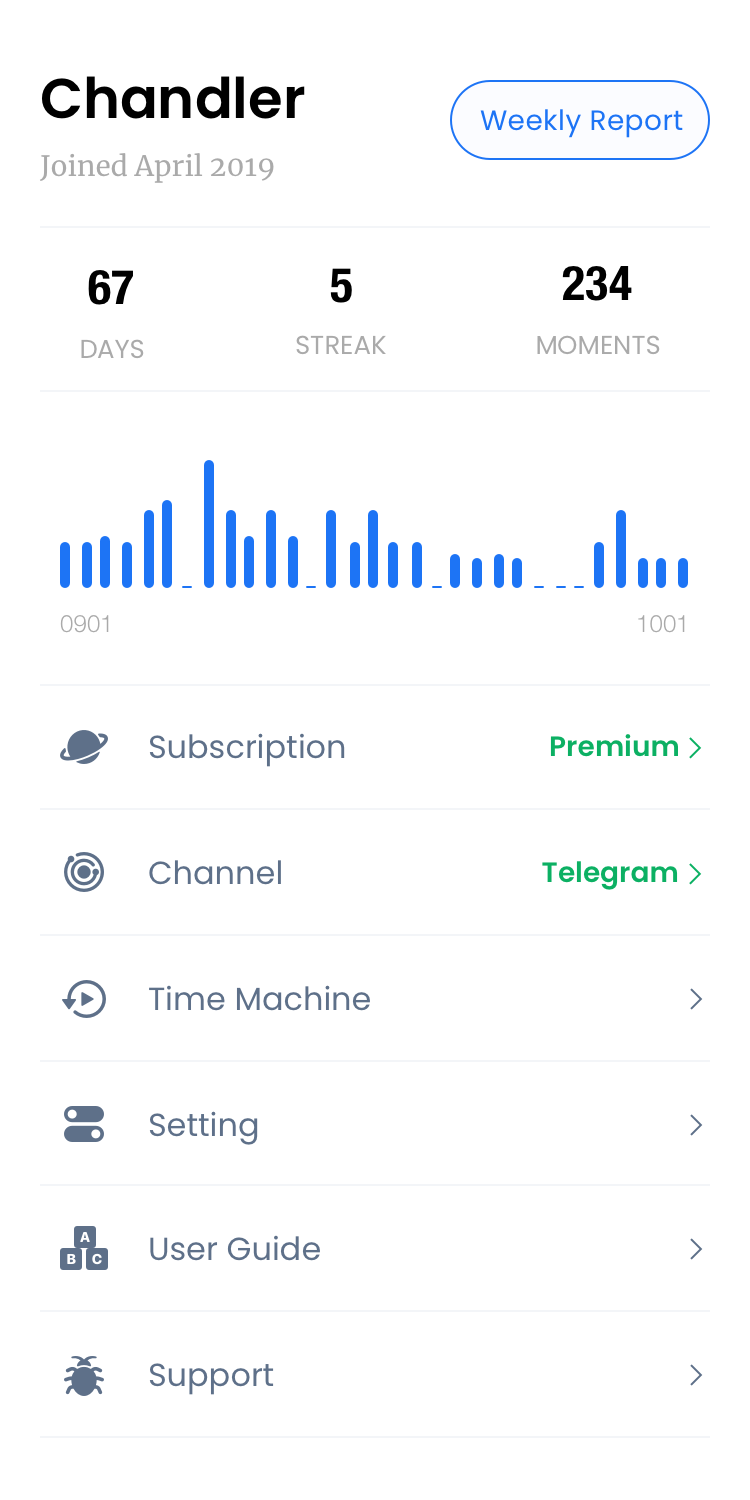 Chandler
Weekly Report
Joined April 2019
67
5
234
DAYS
STREAK
MOMENTS
0901
1001
Subscription
Premium
Channel
Telegram
Time Machine
Setting
A
B
C
User Guide
Support